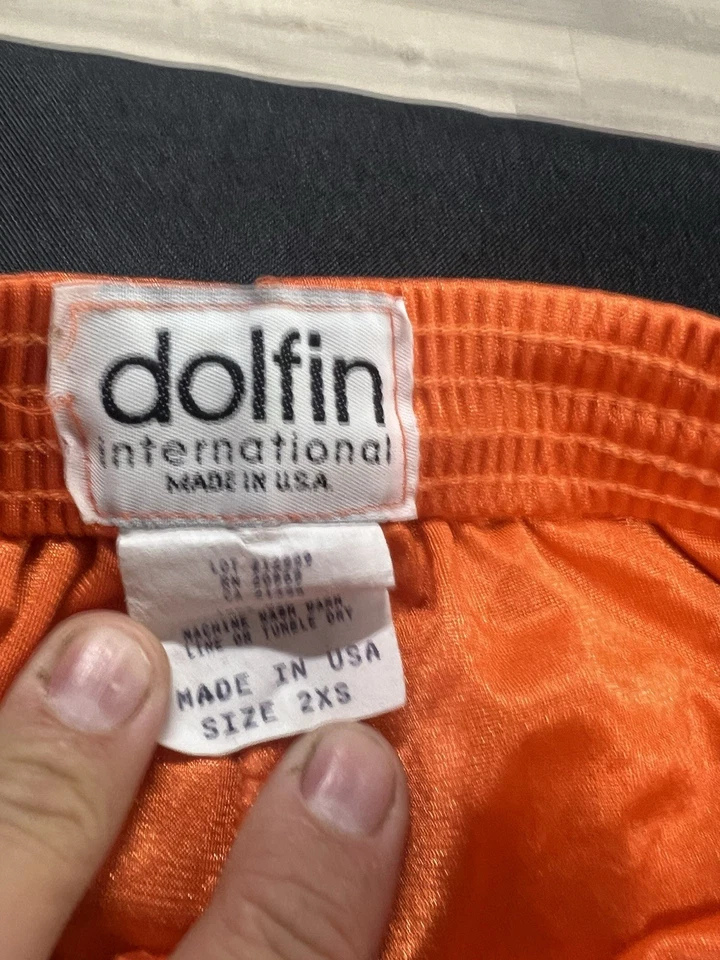 dolfin
international
MADE IN U.S.A.
LOT
RN
CA
MACHINE WASH WARM
LINE OR TUMBLE DRY
MADE IN USA
SIZE 2XS